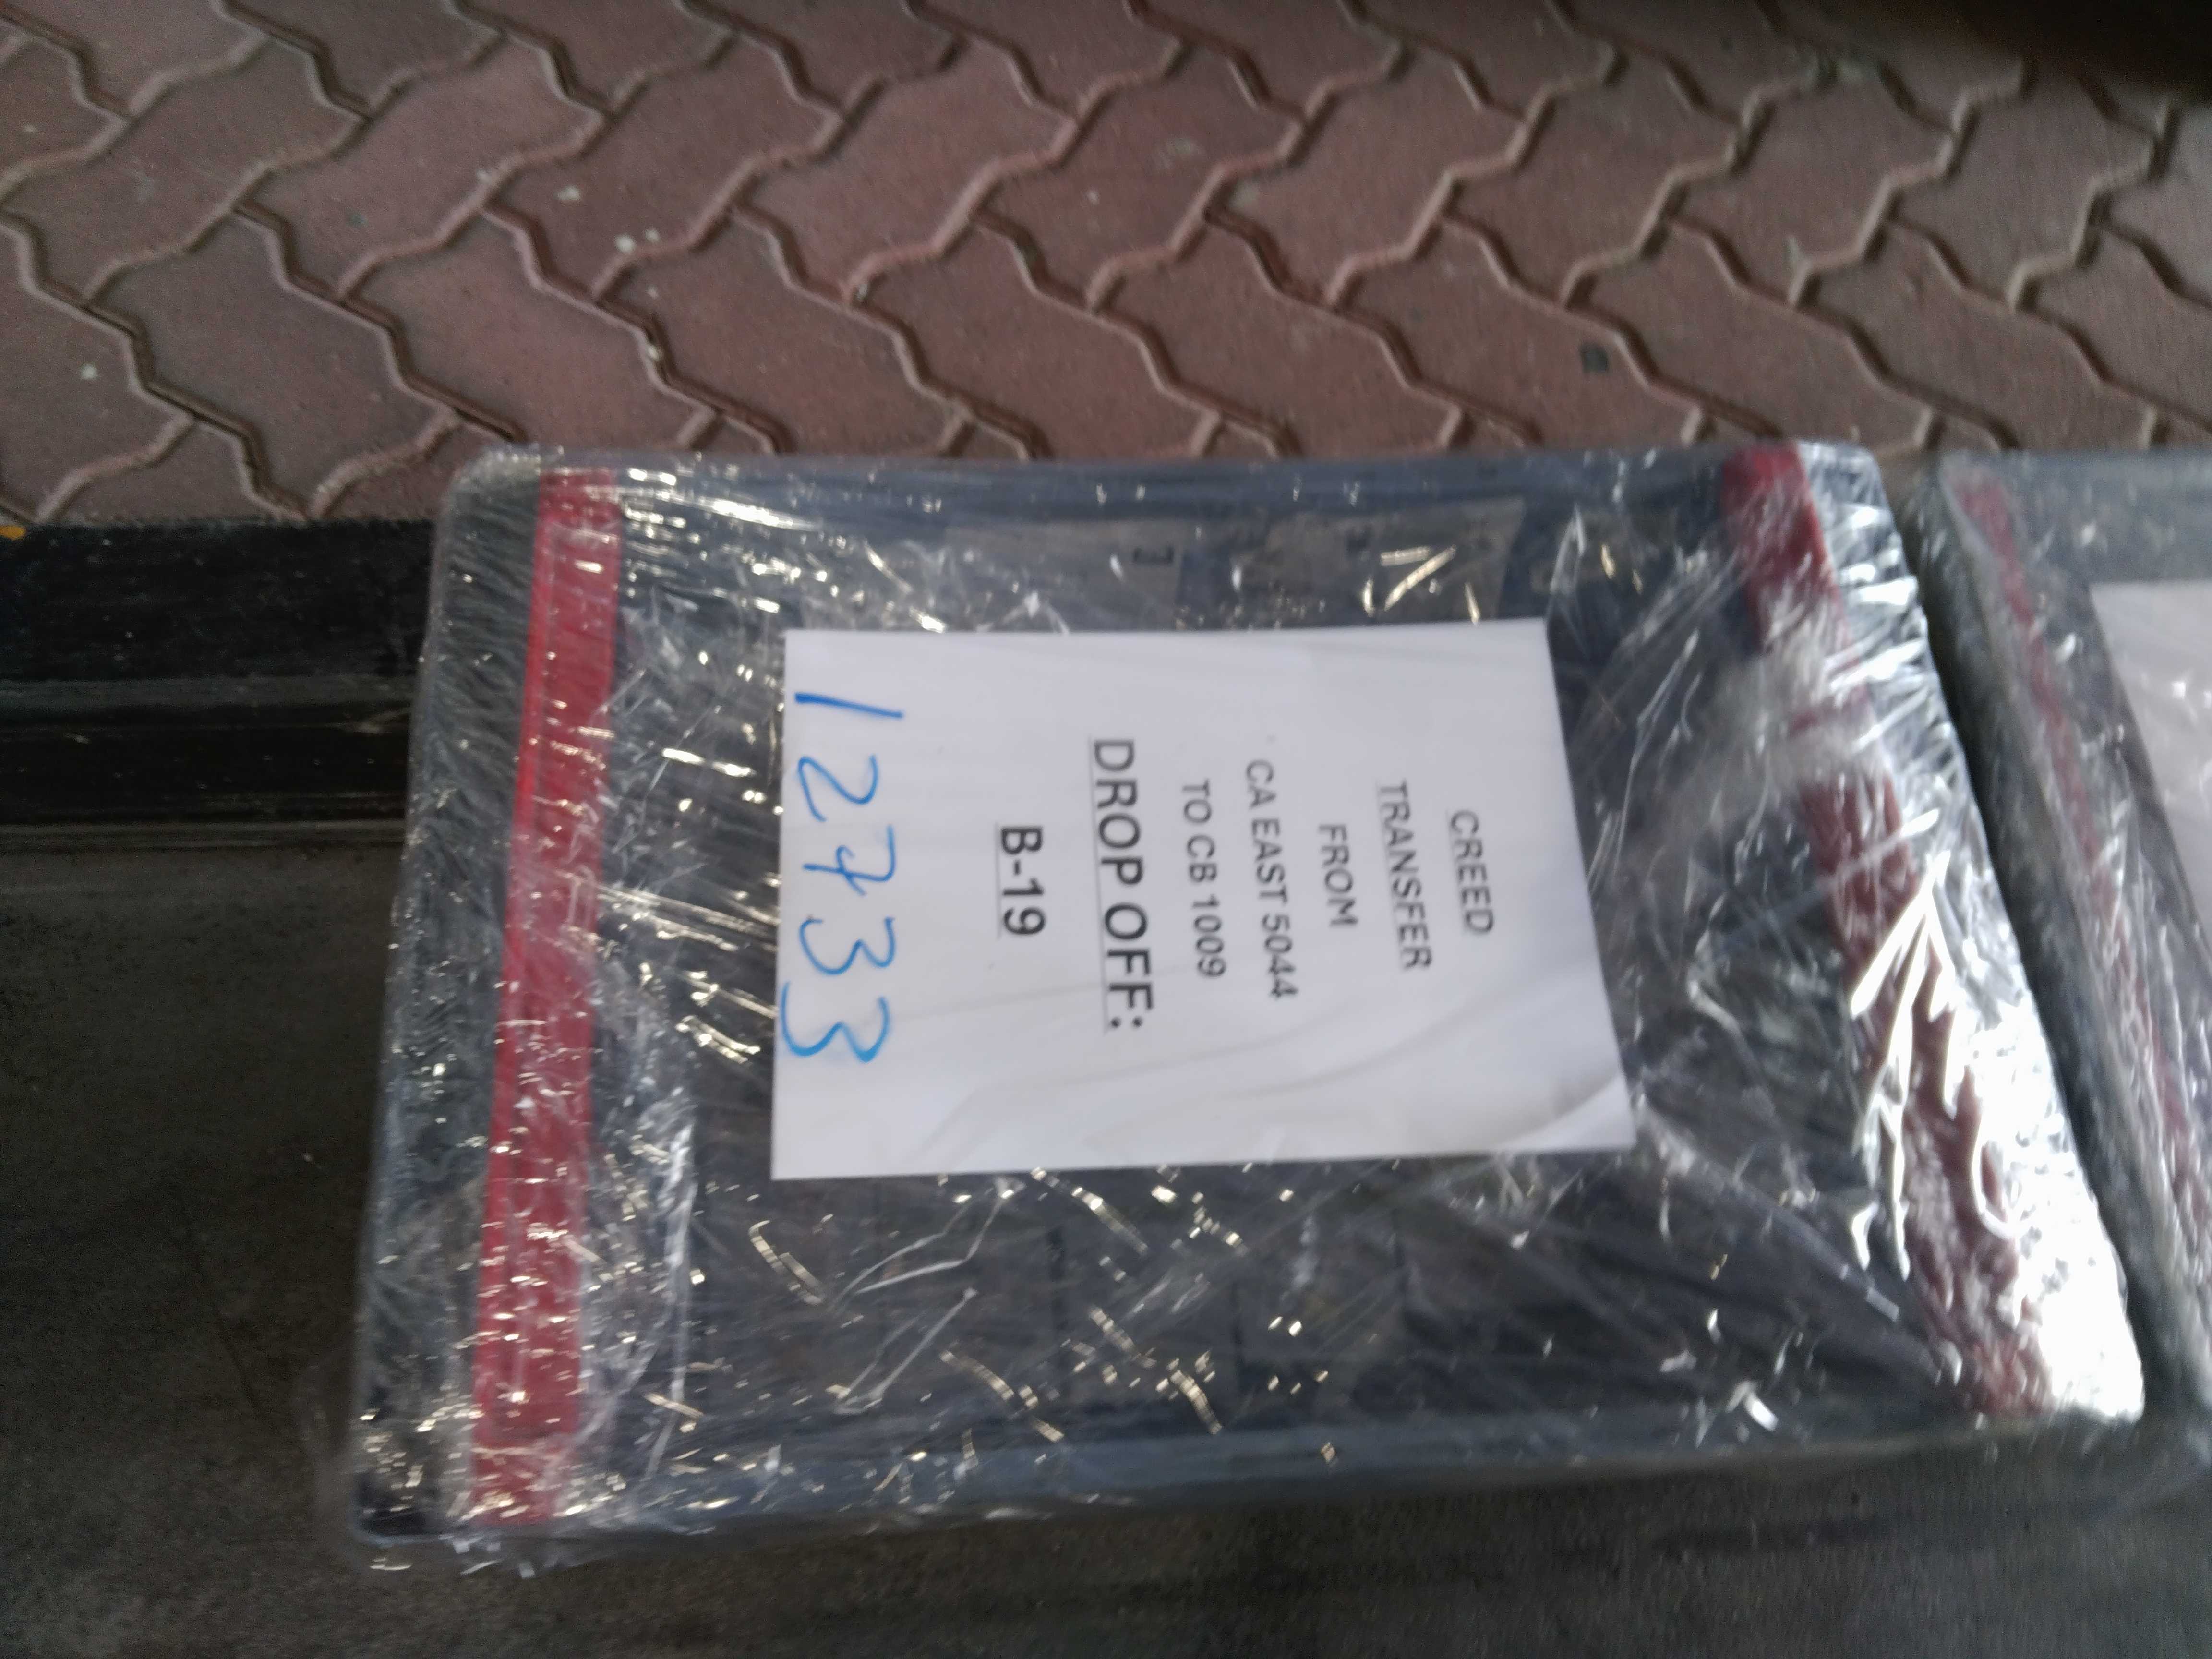 CREED
TRANSFER
FROM
CA EAST 5044
TO CB 1009
DROP OFF:
B-19
12733